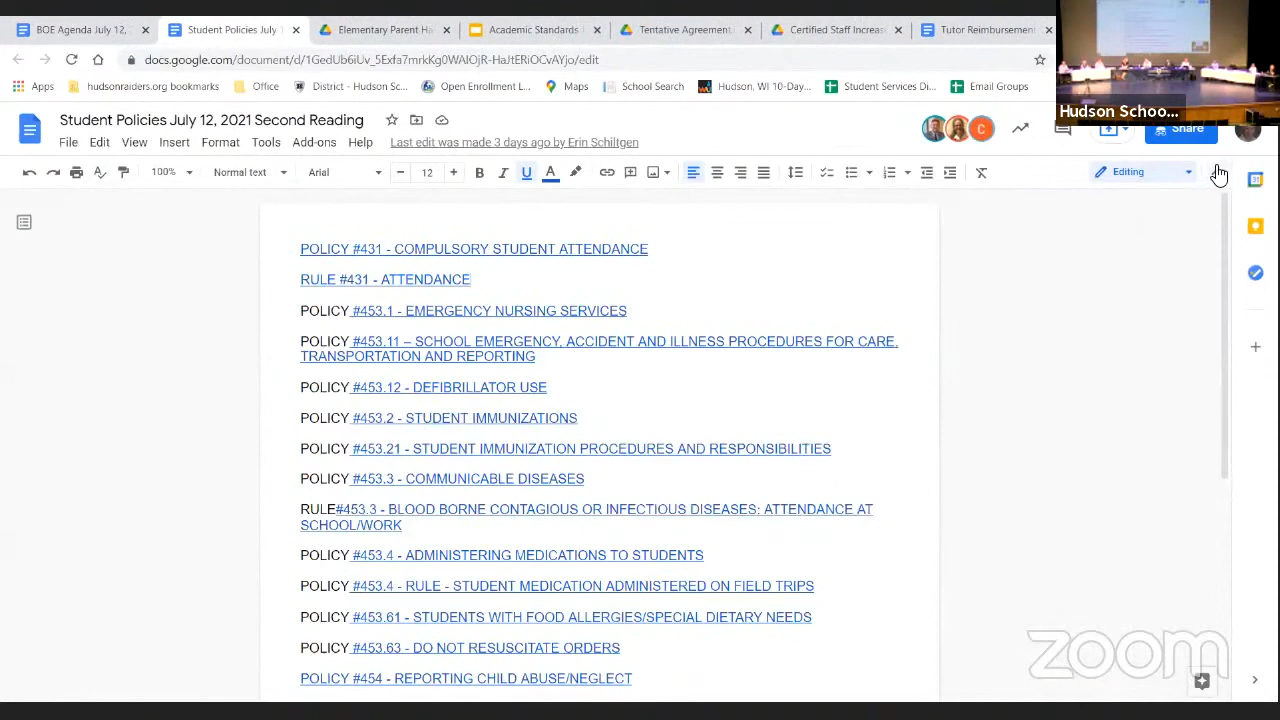 BOE Agenda July 12,
Student Policies July
Elementary Parent Ha
Academic Standards
Tentative Agreement
Certified Staff Increas
Tutor Reimbursement
docs.google.com/document/d/1GedUb6IUv_5Exfa7mrkKg0WAIOjR-HaJtERiOCvAYjo/edit
Apps
hudsonraiders.org bookmarks
Office
District - Hudson Sc...
Open Enrollment L...
Maps
School Search
Hudson, WI 10-Day...
Student Services Di...
Email Groups
Hudson Schoo...
Student Policies July 12, 2021 Second Reading
C
Share
File Edit View Insert Format Tools Add-ons Help Last edit was made 3 days ago by Erin Schiltgen
100% Normal text Arial 12 B I U A Editing
31
POLICY #431 - COMPULSORY STUDENT ATTENDANCE
RULE #431 - ATTENDANCE
POLICY #453.1 - EMERGENCY NURSING SERVICES
POLICY #453.11 – SCHOOL EMERGENCY, ACCIDENT AND ILLNESS PROCEDURES FOR CARE,
TRANSPORTATION AND REPORTING
POLICY #453.12 - DEFIBRILLATOR USE
POLICY #453.2 - STUDENT IMMUNIZATIONS
POLICY #453.21 - STUDENT IMMUNIZATION PROCEDURES AND RESPONSIBILITIES
POLICY #453.3 - COMMUNICABLE DISEASES
RULE#453.3 - BLOOD BORNE CONTAGIOUS OR INFECTIOUS DISEASES: ATTENDANCE AT
SCHOOL/WORK
POLICY #453.4 - ADMINISTERING MEDICATIONS TO STUDENTS
POLICY #453.4 - RULE - STUDENT MEDICATION ADMINISTERED ON FIELD TRIPS
POLICY #453.61 - STUDENTS WITH FOOD ALLERGIES/SPECIAL DIETARY NEEDS
POLICY #453.63 - DO NOT RESUSCITATE ORDERS
POLICY #454 - REPORTING CHILD ABUSE/NEGLECT
zoom